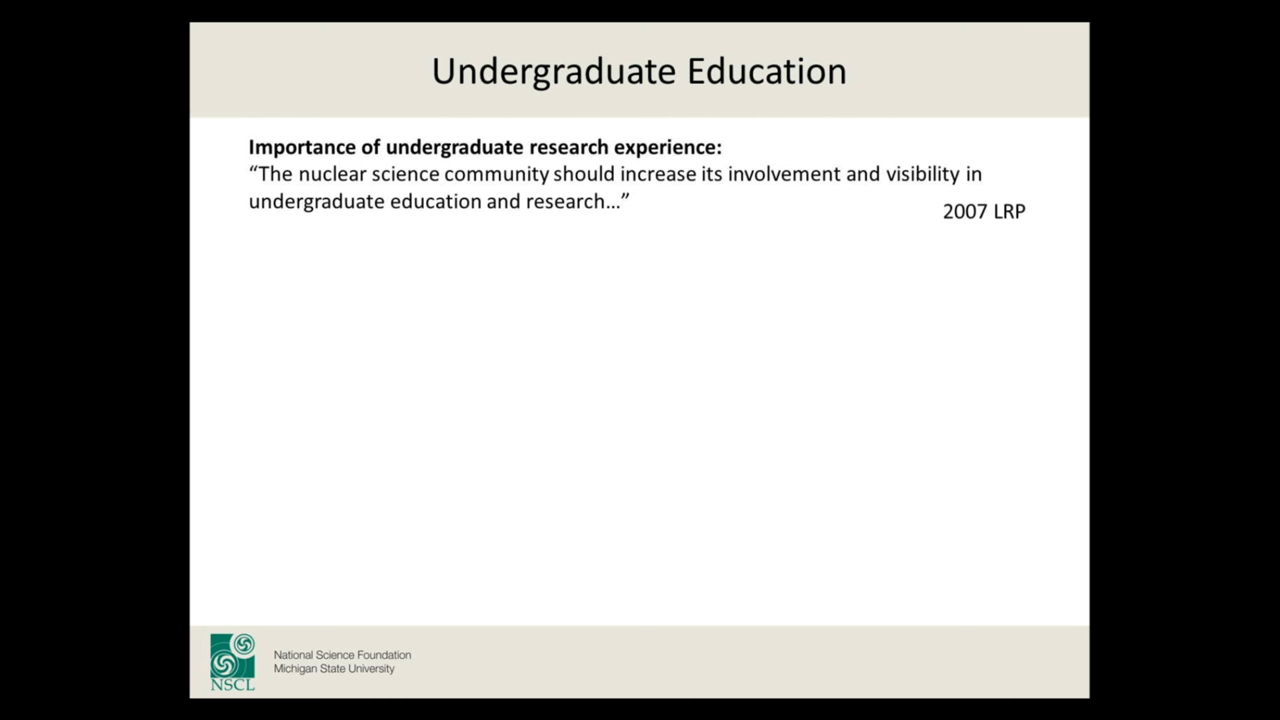 Undergraduate Education
Importance of undergraduate research experience:
“The nuclear science community should increase its involvement and visibility in
undergraduate education and research…”
2007 LRP
National Science Foundation
Michigan State University
NSCL